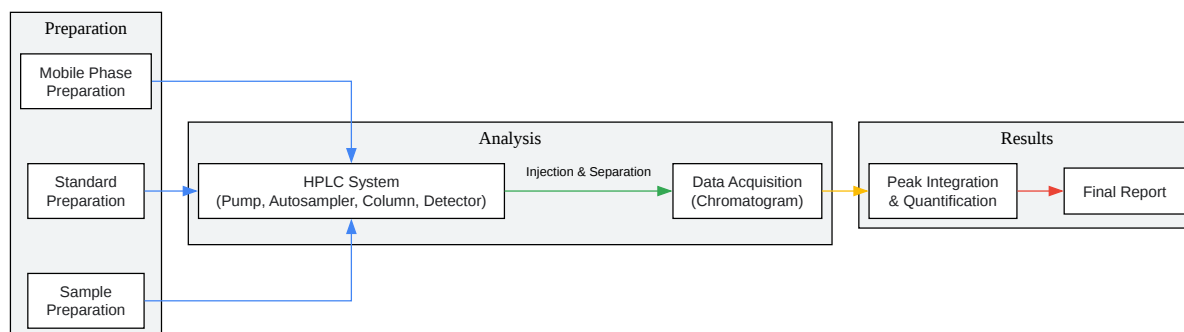 Preparation
Mobile Phase
Preparation
Standard
Preparation
Sample
Preparation
Analysis
HPLC System
(Pump, Autosampler, Column, Detector)
Injection & Separation
Data Acquisition
(Chromatogram)
Results
Peak Integration
& Quantification
Final Report